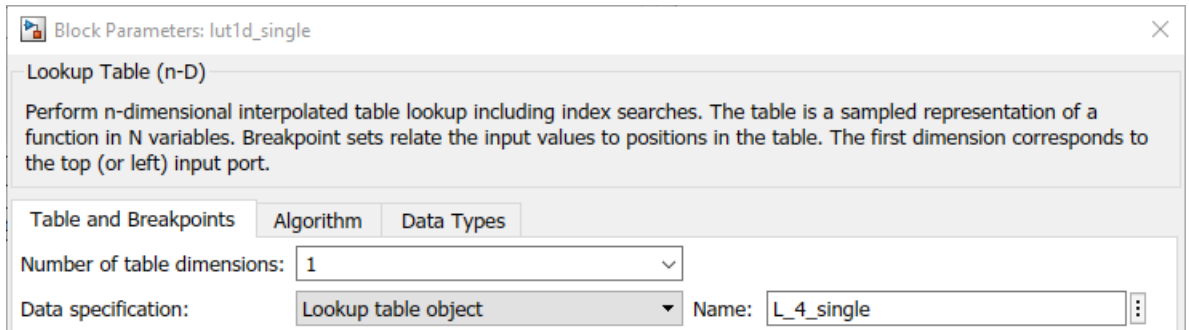 Block Parameters: lut1d_single
Lookup Table (n-D)
Perform n-dimensional interpolated table lookup including index searches. The table is a sampled representation of a
function in N variables. Breakpoint sets relate the input values to positions in the table. The first dimension corresponds to
the top (or left) input port.
Table and Breakpoints Algorithm Data Types
Number of table dimensions: 1
Data specification: Lookup table object Name: L_4_single